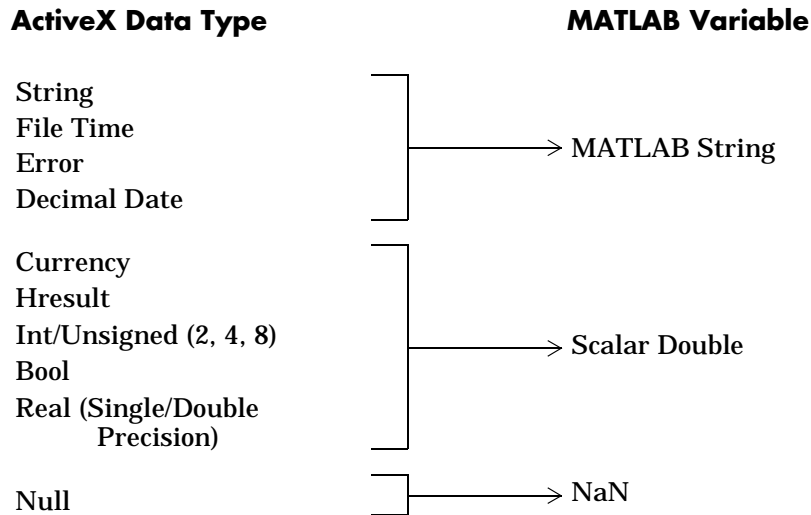 ActiveX Data Type MATLAB Variable
String
File Time
Error
Decimal Date
MATLAB String
Currency
Hresult
Int/Unsigned (2, 4, 8)
Bool
Real (Single/Double
Precision)
Scalar Double
Null
NaN